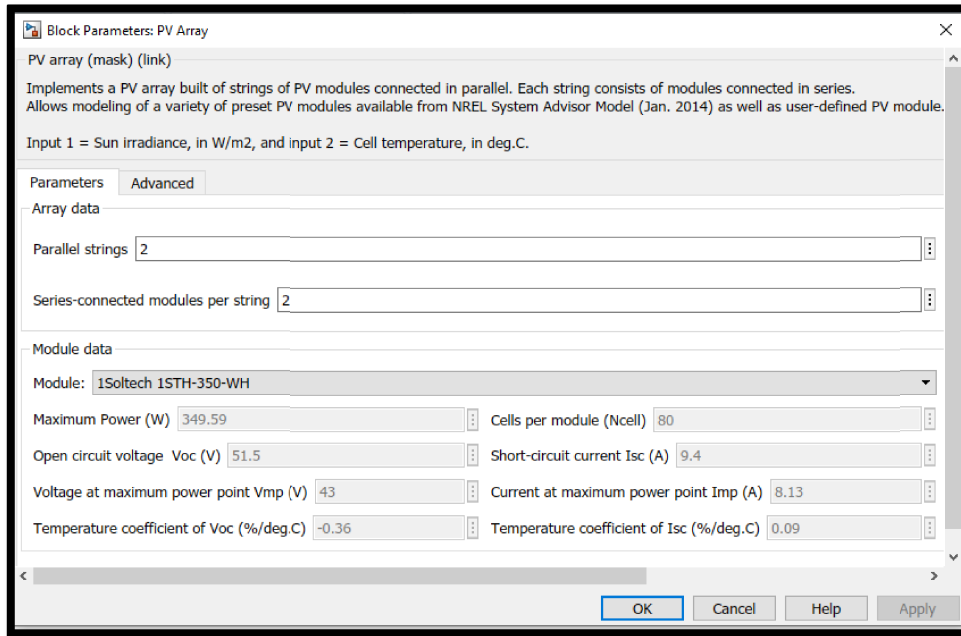 Block Parameters: PV Array
PV array (mask) (link)
Implements a PV array built of strings of PV modules connected in parallel. Each string consists of modules connected in series.
Allows modeling of a variety of preset PV modules available from NREL System Advisor Model (Jan. 2014) as well as user-defined PV module.
Input 1 = Sun irradiance, in W/m2, and input 2 = Cell temperature, in deg.C.
Parameters Advanced
Array data
Parallel strings 2
Series-connected modules per string 2
Module data
Module: 1Soltech 1STH-350-WH
Maximum Power (W) 349.59 Cells per module (Ncell) 80
Open circuit voltage Voc (V) 51.5 Short-circuit current Isc (A) 9.4
Voltage at maximum power point Vmp (V) 43 Current at maximum power point Imp (A) 8.13
Temperature coefficient of Voc (%/deg.C) -0.36 Temperature coefficient of Isc (%/deg.C) 0.09
OK Cancel Help Apply